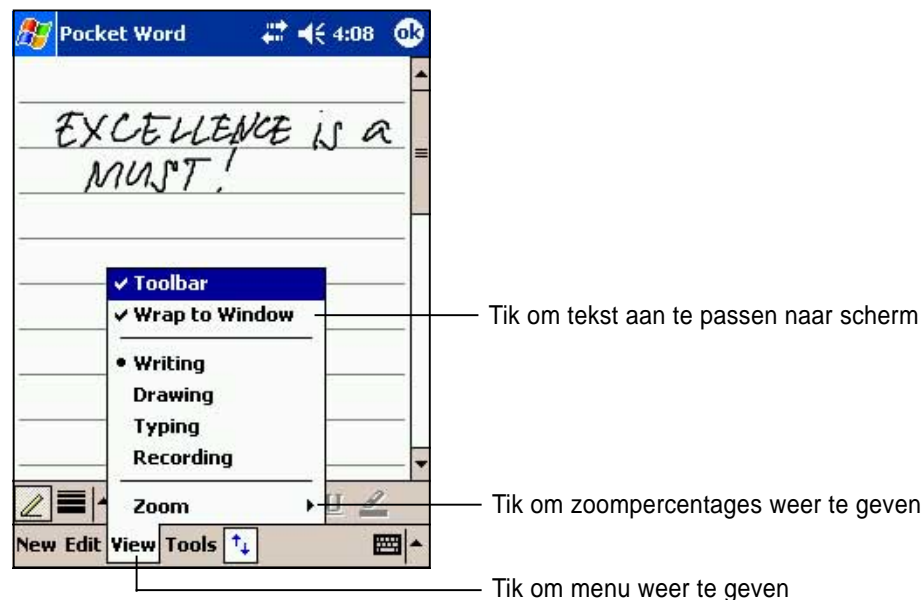 Pocket Word 4:08 ok
EXCELLENCE is a
MUST!
Toolbar
Wrap to Window
Tik om tekst aan te passen naar scherm
Writing
Drawing
Typing
Recording
Zoom
U
Tik om zoompercentages weer te geven
New Edit View Tools
Tik om menu weer te geven